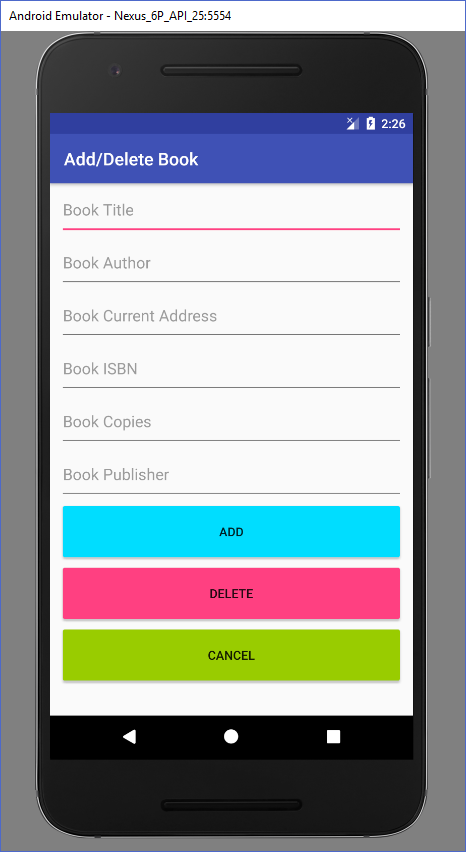 Android Emulator - Nexus_6P_API_25:5554
2:26
Add/Delete Book
Book Title
Book Author
Book Current Address
Book ISBN
Book Copies
Book Publisher
ADD
DELETE
CANCEL